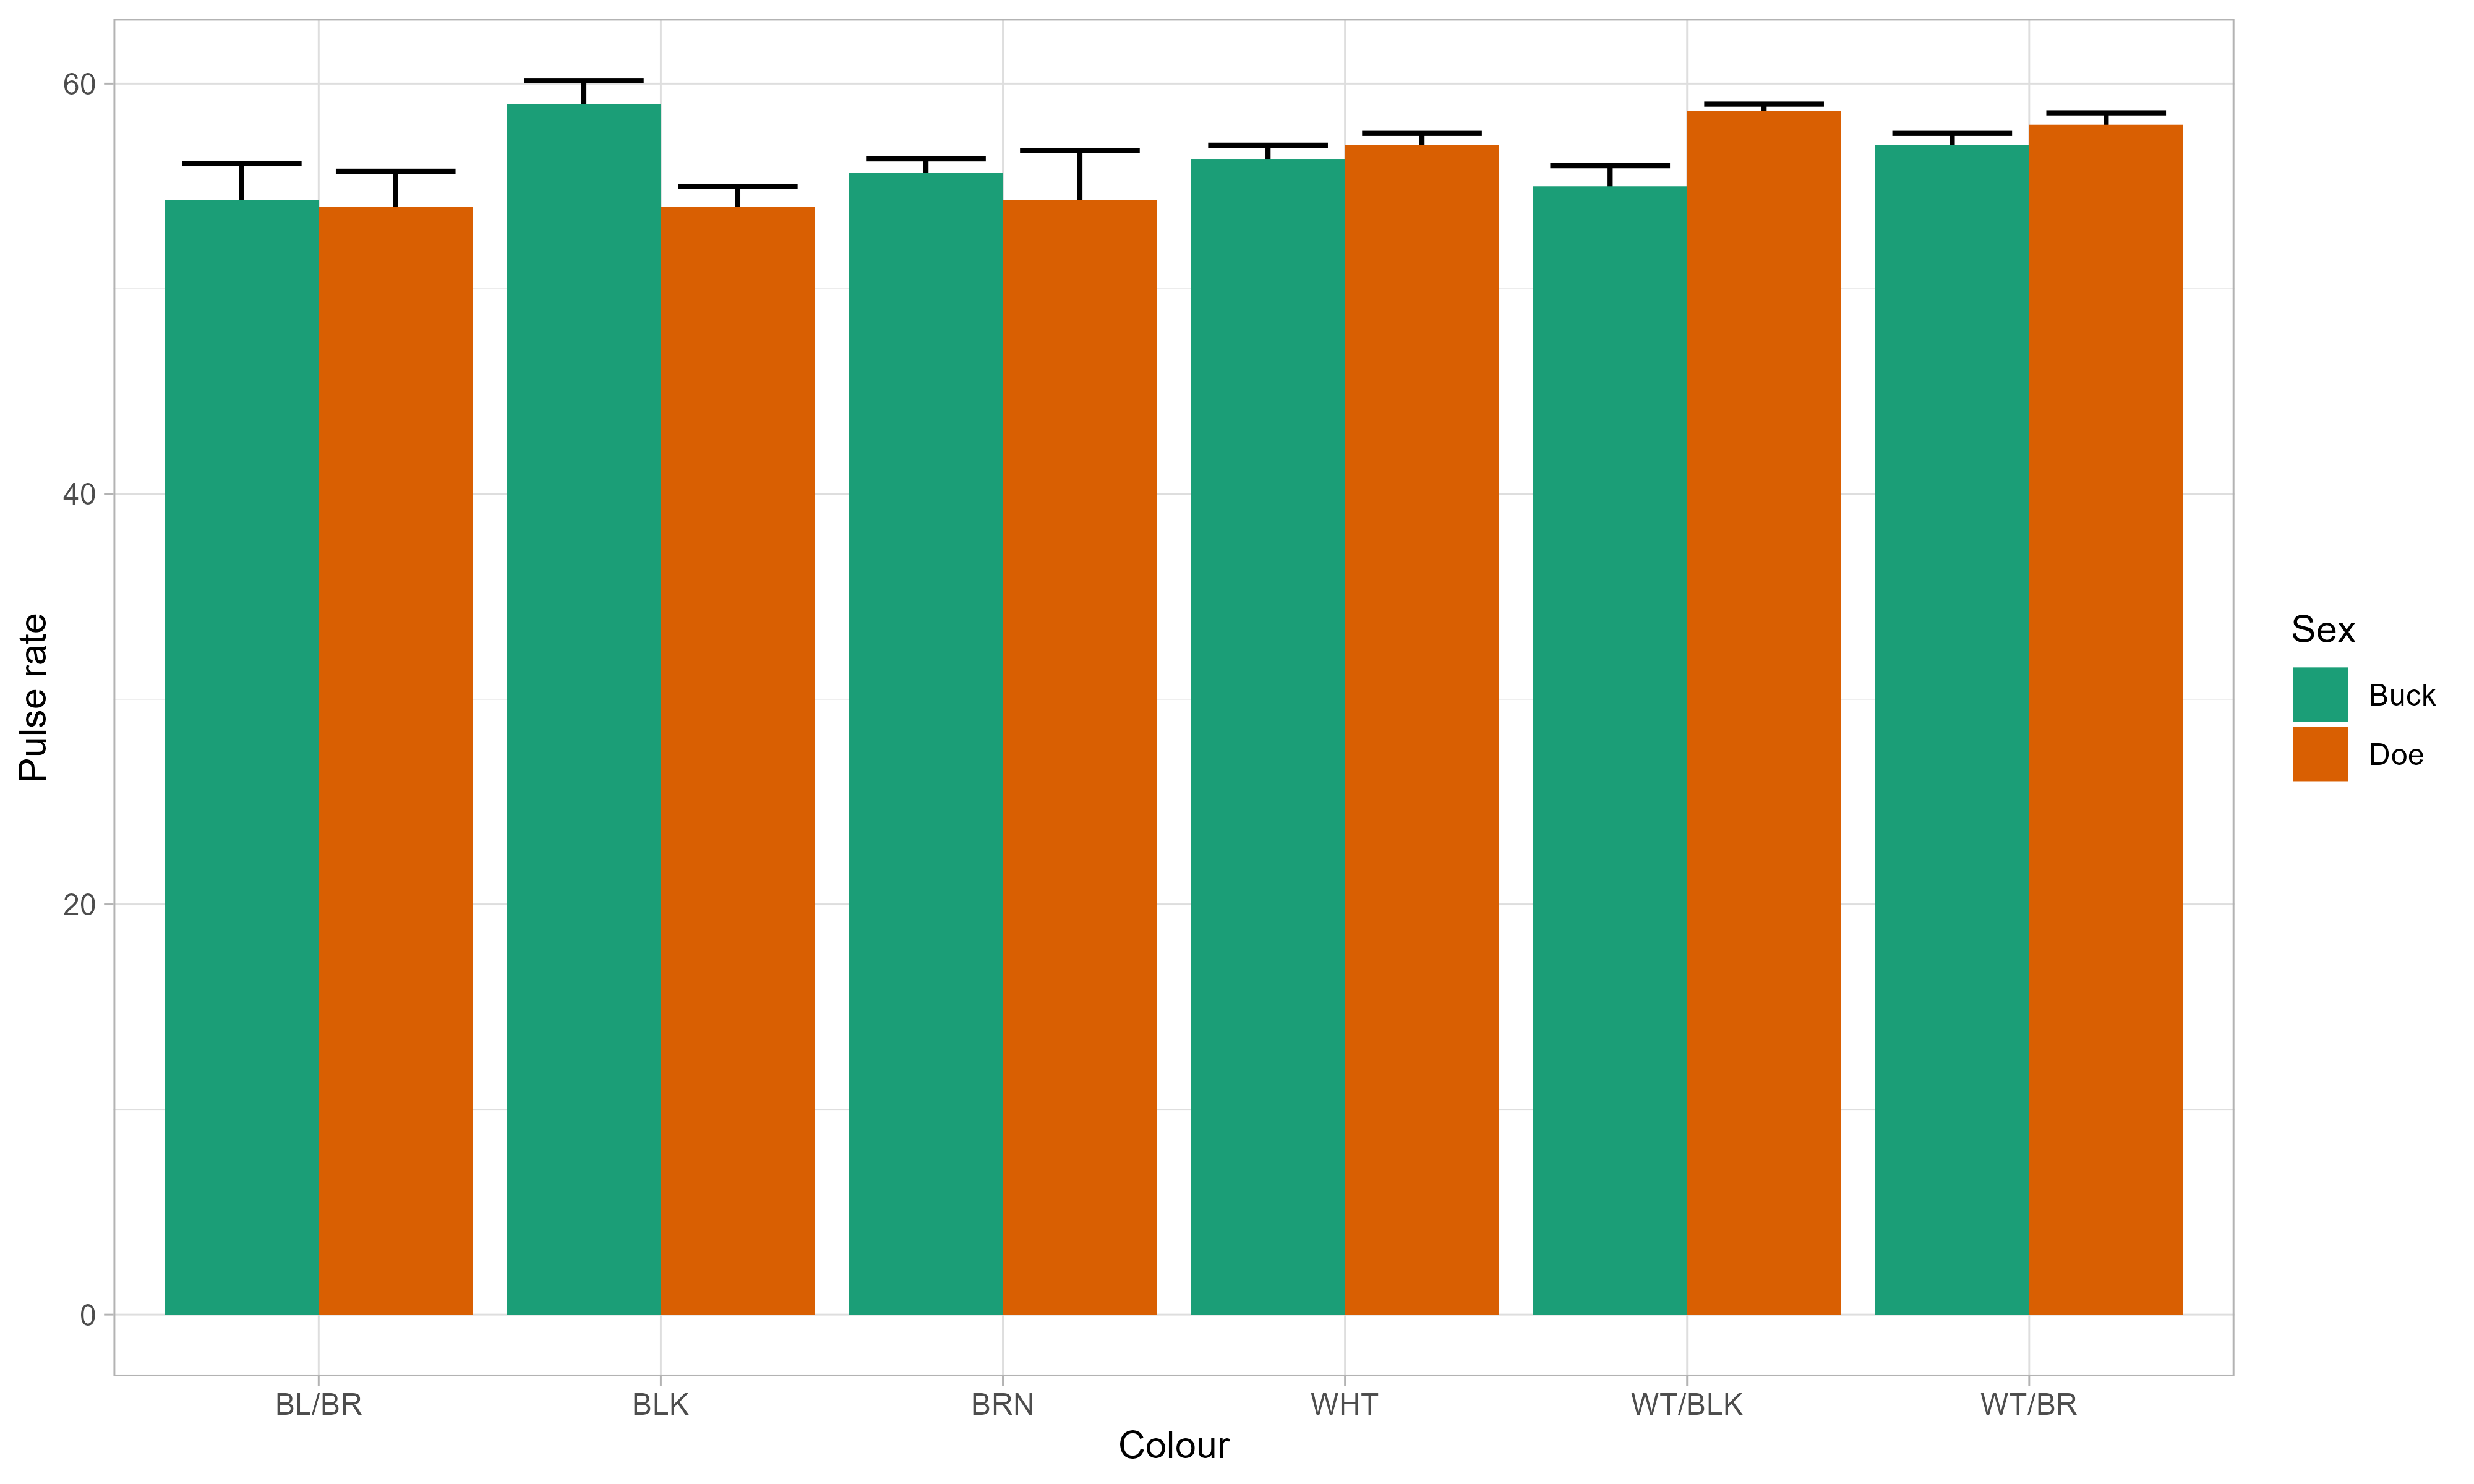 60
40
20
0
Pulse rate
BL/BR
BLK
BRN
WHT
WT/BLK
WT/BR
Colour
Sex
Buck
Doe